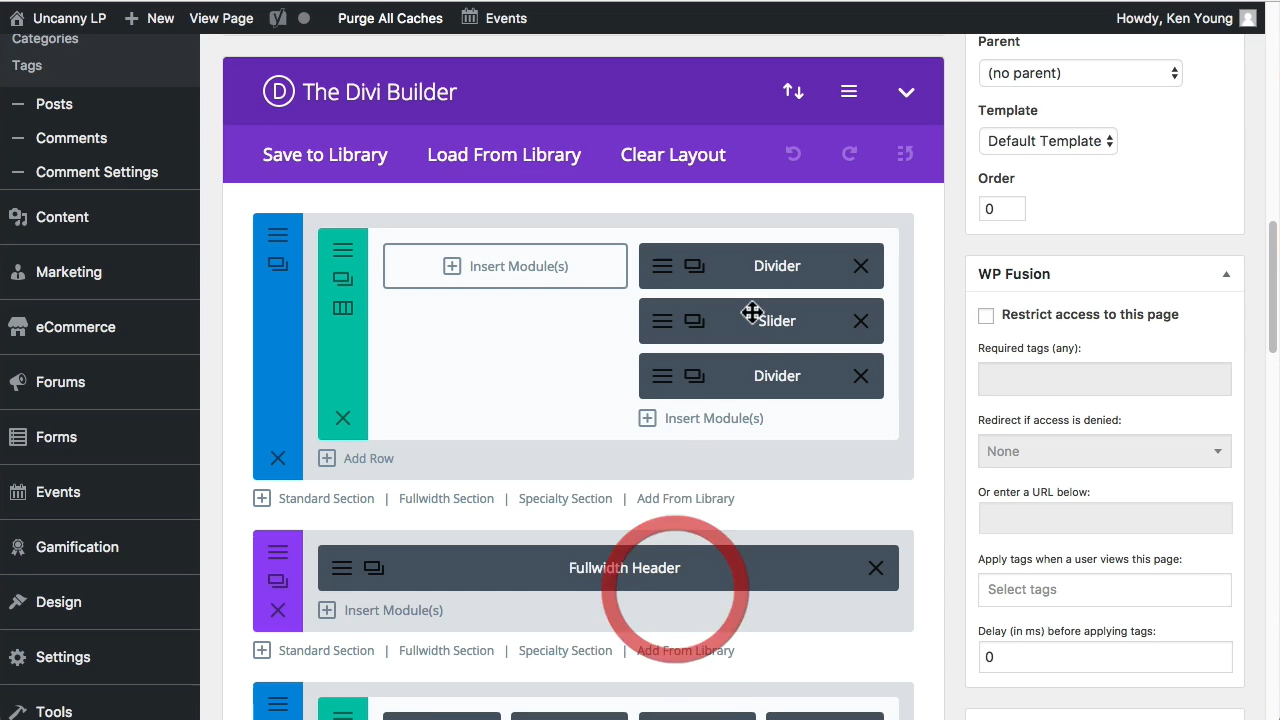 Uncanny LP
New
View Page
Purge All Caches
Events
Howdy, Ken Young
Categories
Tags
Posts
Comments
Comment Settings
Content
Marketing
eCommerce
Forums
Forms
Events
Gamification
Design
Settings
Tools
D The Divi Builder
Save to Library
Load From Library
Clear Layout
Insert Module(s)
Divider
Slider
Divider
Insert Module(s)
Add Row
Standard Section | Fullwidth Section | Specialty Section | Add From Library
Fullwidth Header
Insert Module(s)
Standard Section | Fullwidth Section | Specialty Section | Add From Library
Parent
(no parent)
Template
Default Template
Order
0
WP Fusion
Restrict access to this page
Required tags (any):
Redirect if access is denied:
None
Or enter a URL below:
Apply tags when a user views this page:
Select tags
Delay (in ms) before applying tags:
0